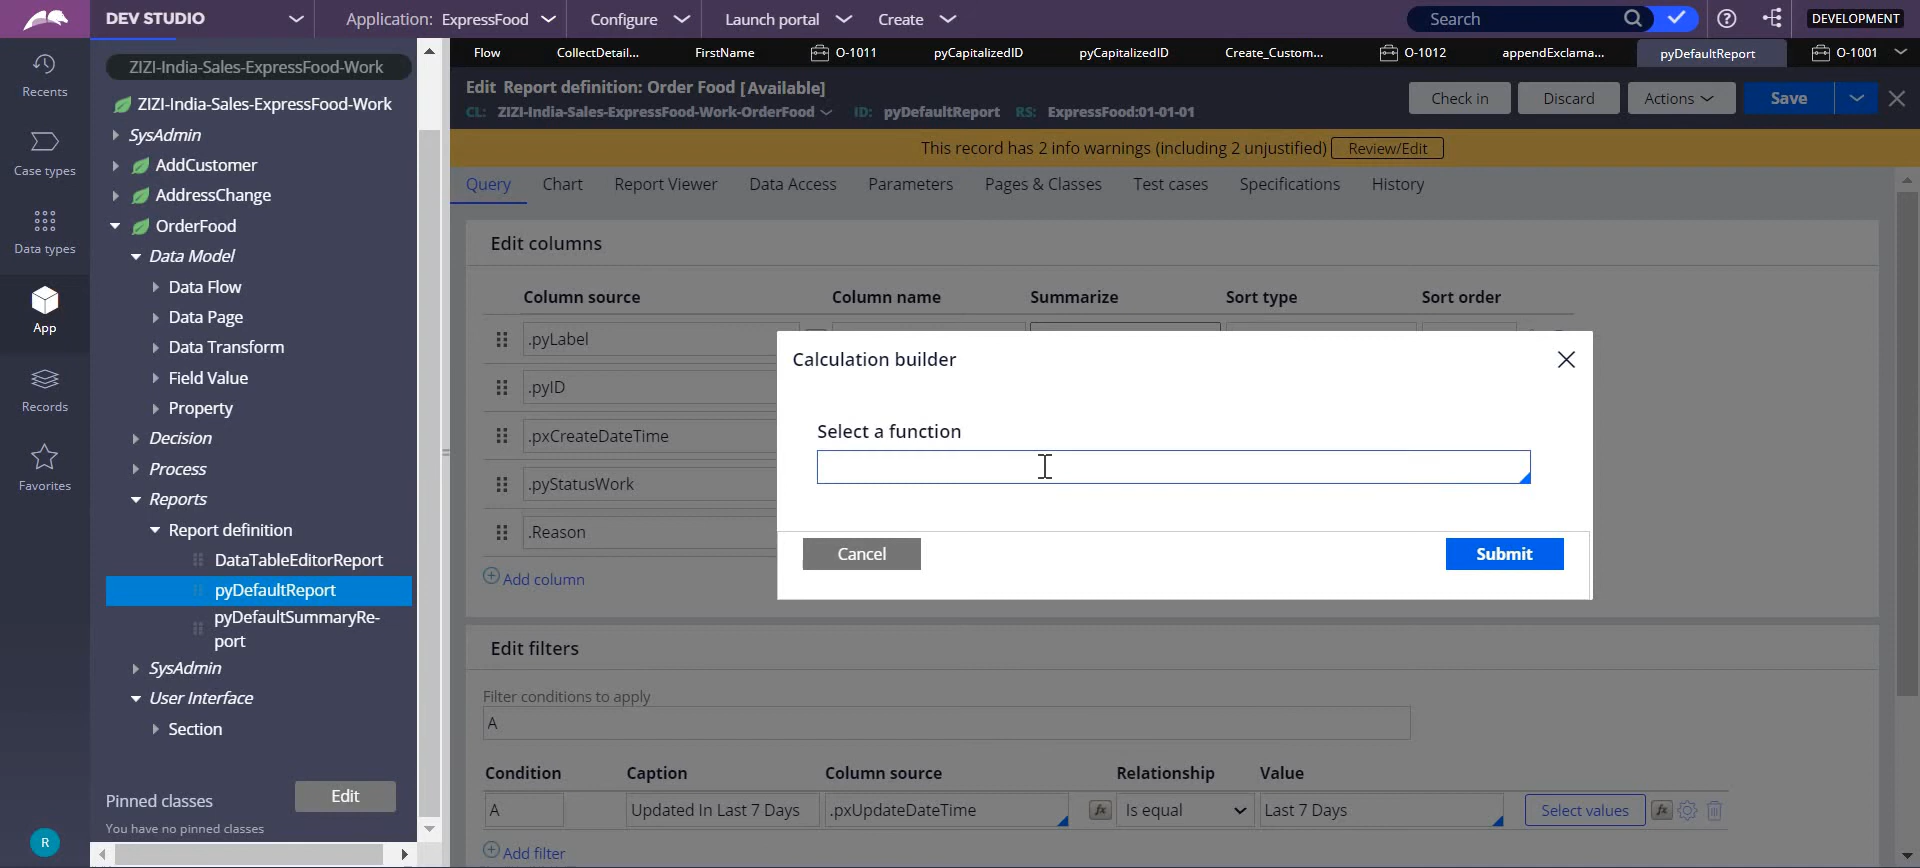 DEV STUDIO
Application: ExpressFood
Configure
Launch portal
Create
Search
DEVELOPMENT
Recents
Case types
Data types
App
Records
Favorites
R
ZIZI-India-Sales-ExpressFood-Work
ZIZI-India-Sales-ExpressFood-Work
SysAdmin
AddCustomer
AddressChange
OrderFood
Data Model
Data Flow
Data Page
Data Transform
Field Value
Property
Decision
Process
Reports
Report definition
DataTableEditorReport
pyDefaultReport
pyDefaultSummaryRe-
port
SysAdmin
User Interface
Section
Pinned classes
Edit
You have no pinned classes
Flow
CollectDetail...
FirstName
O-1011
pyCapitalizedID
pyCapitalizedID
Create_Custom...
O-1012
appendExclama...
pyDefaultReport
O-1001
Edit Report definition: Order Food [Available]
CL: ZIZI-India-Sales-ExpressFood-Work-OrderFood ID: pyDefaultReport RS: ExpressFood:01-01-01
Check in
Discard
Actions
Save
This record has 2 info warnings (including 2 unjustified)
Review/Edit
Query
Chart
Report Viewer
Data Access
Parameters
Pages & Classes
Test cases
Specifications
History
Edit columns
Column source
Column name
Summarize
Sort type
Sort order
.pyLabel
.pyID
.pxCreateDateTime
.pyStatusWork
.Reason
Add column
Calculation builder
Select a function
Cancel
Submit
Edit filters
Filter conditions to apply
A
Condition
Caption
Column source
Relationship
Value
A
Updated In Last 7 Days
.pxUpdateDateTime
fx
Is equal
Last 7 Days
Select values
fx
Add filter